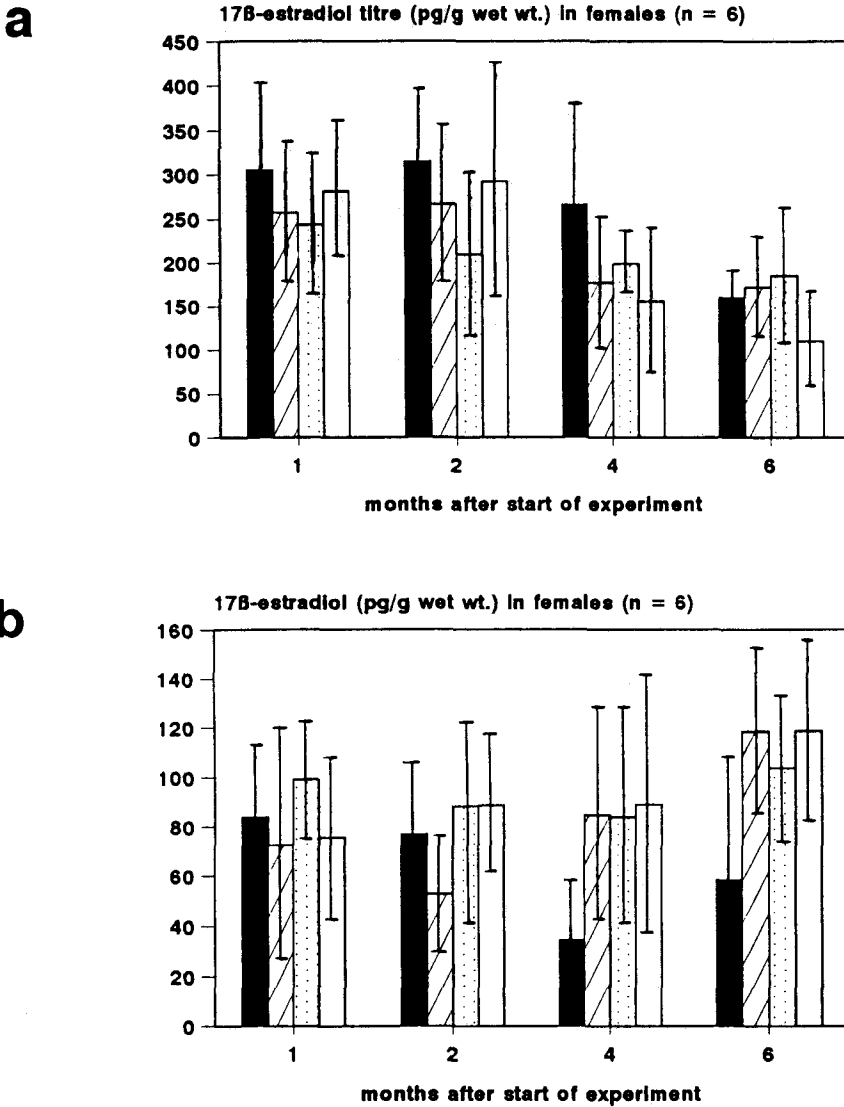 a
17ß-estradiol titre (pg/g wet wt.) in females (n = 6)
450
400
350
300
250
200
150
100
50
0
1 2 4 6
months after start of experiment
b
17ß-estradiol (pg/g wet wt.) in females (n = 6)
160
140
120
100
80
60
40
20
0
1 2 4 6
months after start of experiment